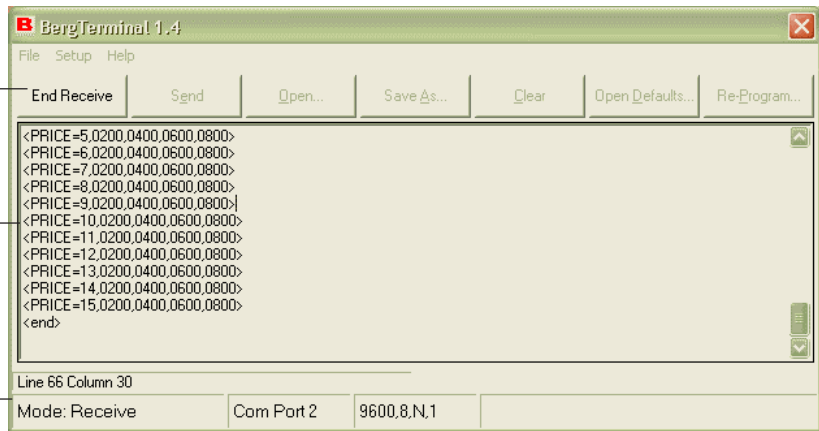 B BergTerminal 1.4
File Setup Help
End Receive Send Open... Save As... Clear Open Defaults... Re-Program...
<PRICE=5,0200,0400,0600,0800>
<PRICE=6,0200,0400,0600,0800>
<PRICE=7,0200,0400,0600,0800>
<PRICE=8,0200,0400,0600,0800>
<PRICE=9,0200,0400,0600,0800>
<PRICE=10,0200,0400,0600,0800>
<PRICE=11,0200,0400,0600,0800>
<PRICE=12,0200,0400,0600,0800>
<PRICE=13,0200,0400,0600,0800>
<PRICE=14,0200,0400,0600,0800>
<PRICE=15,0200,0400,0600,0800>
<end>
Line 66 Column 30
Mode: Receive Com Port 2 9600,8,N,1